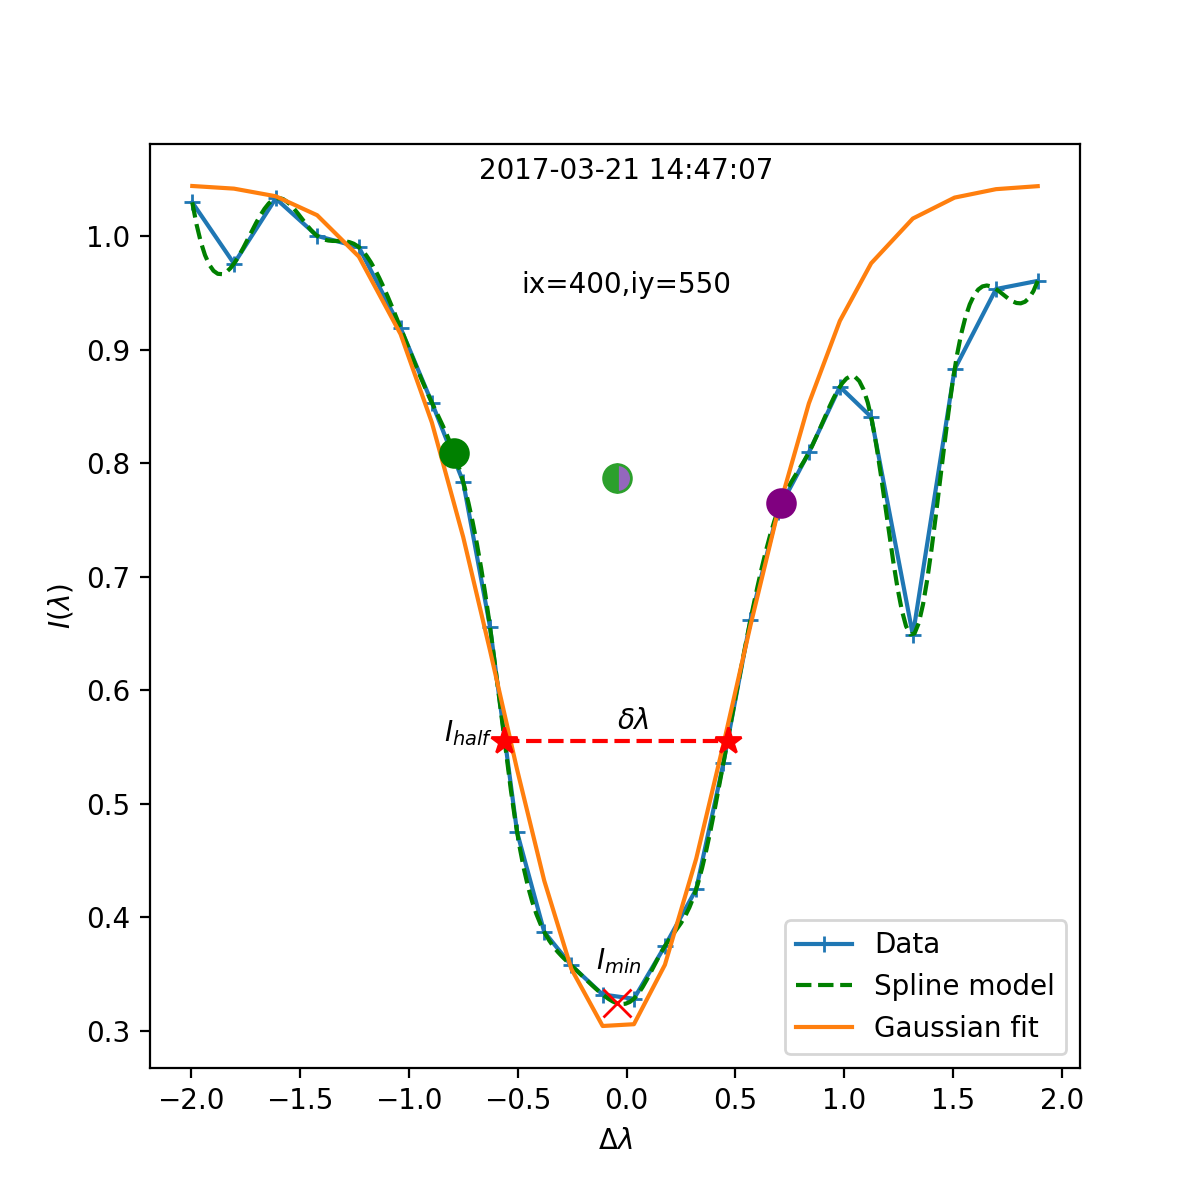 2017-03-21 14:47:07
ix=400,iy=550
1.0
0.9
0.8
0.7
0.6
0.5
0.4
0.3
I(λ)
δλ
I_half
I_min
Data
Spline model
Gaussian fit
−2.0 −1.5 −1.0 −0.5 0.0 0.5 1.0 1.5 2.0
Δλ